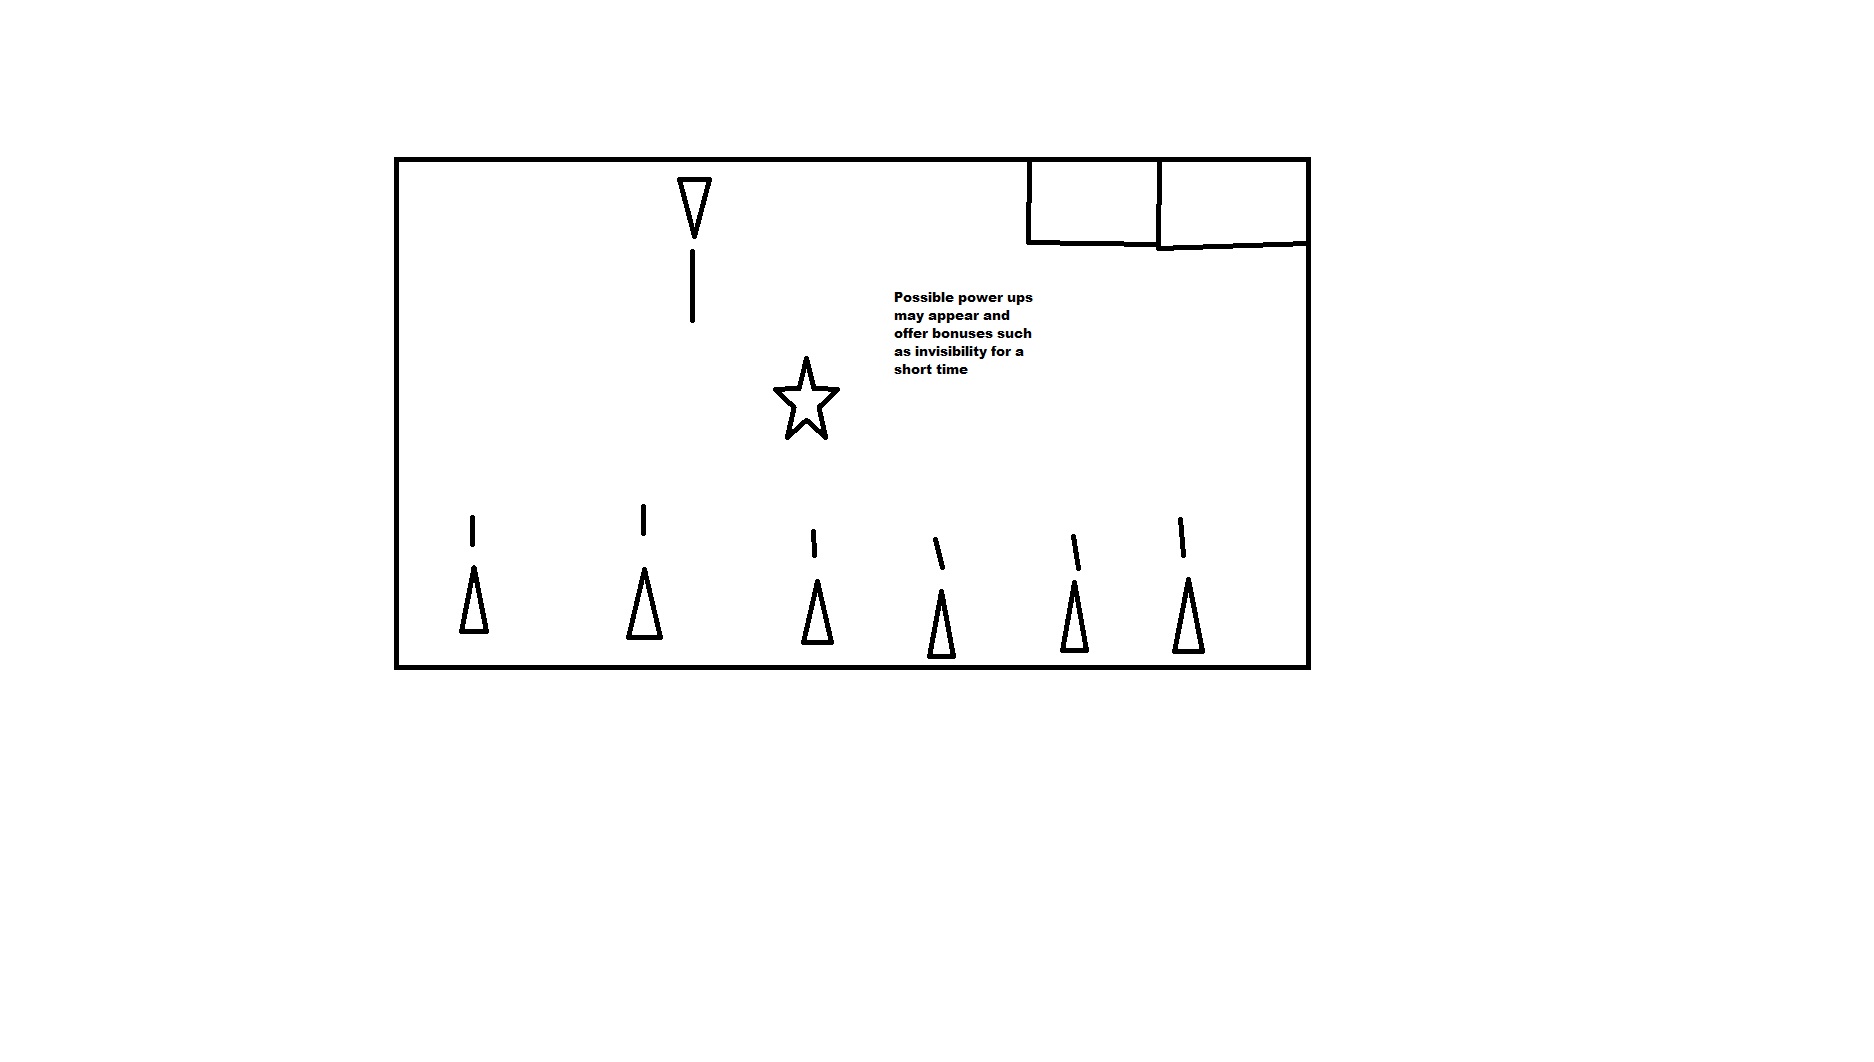 Possible power ups
may appear and
offer bonuses such
as invisibility for a
short time